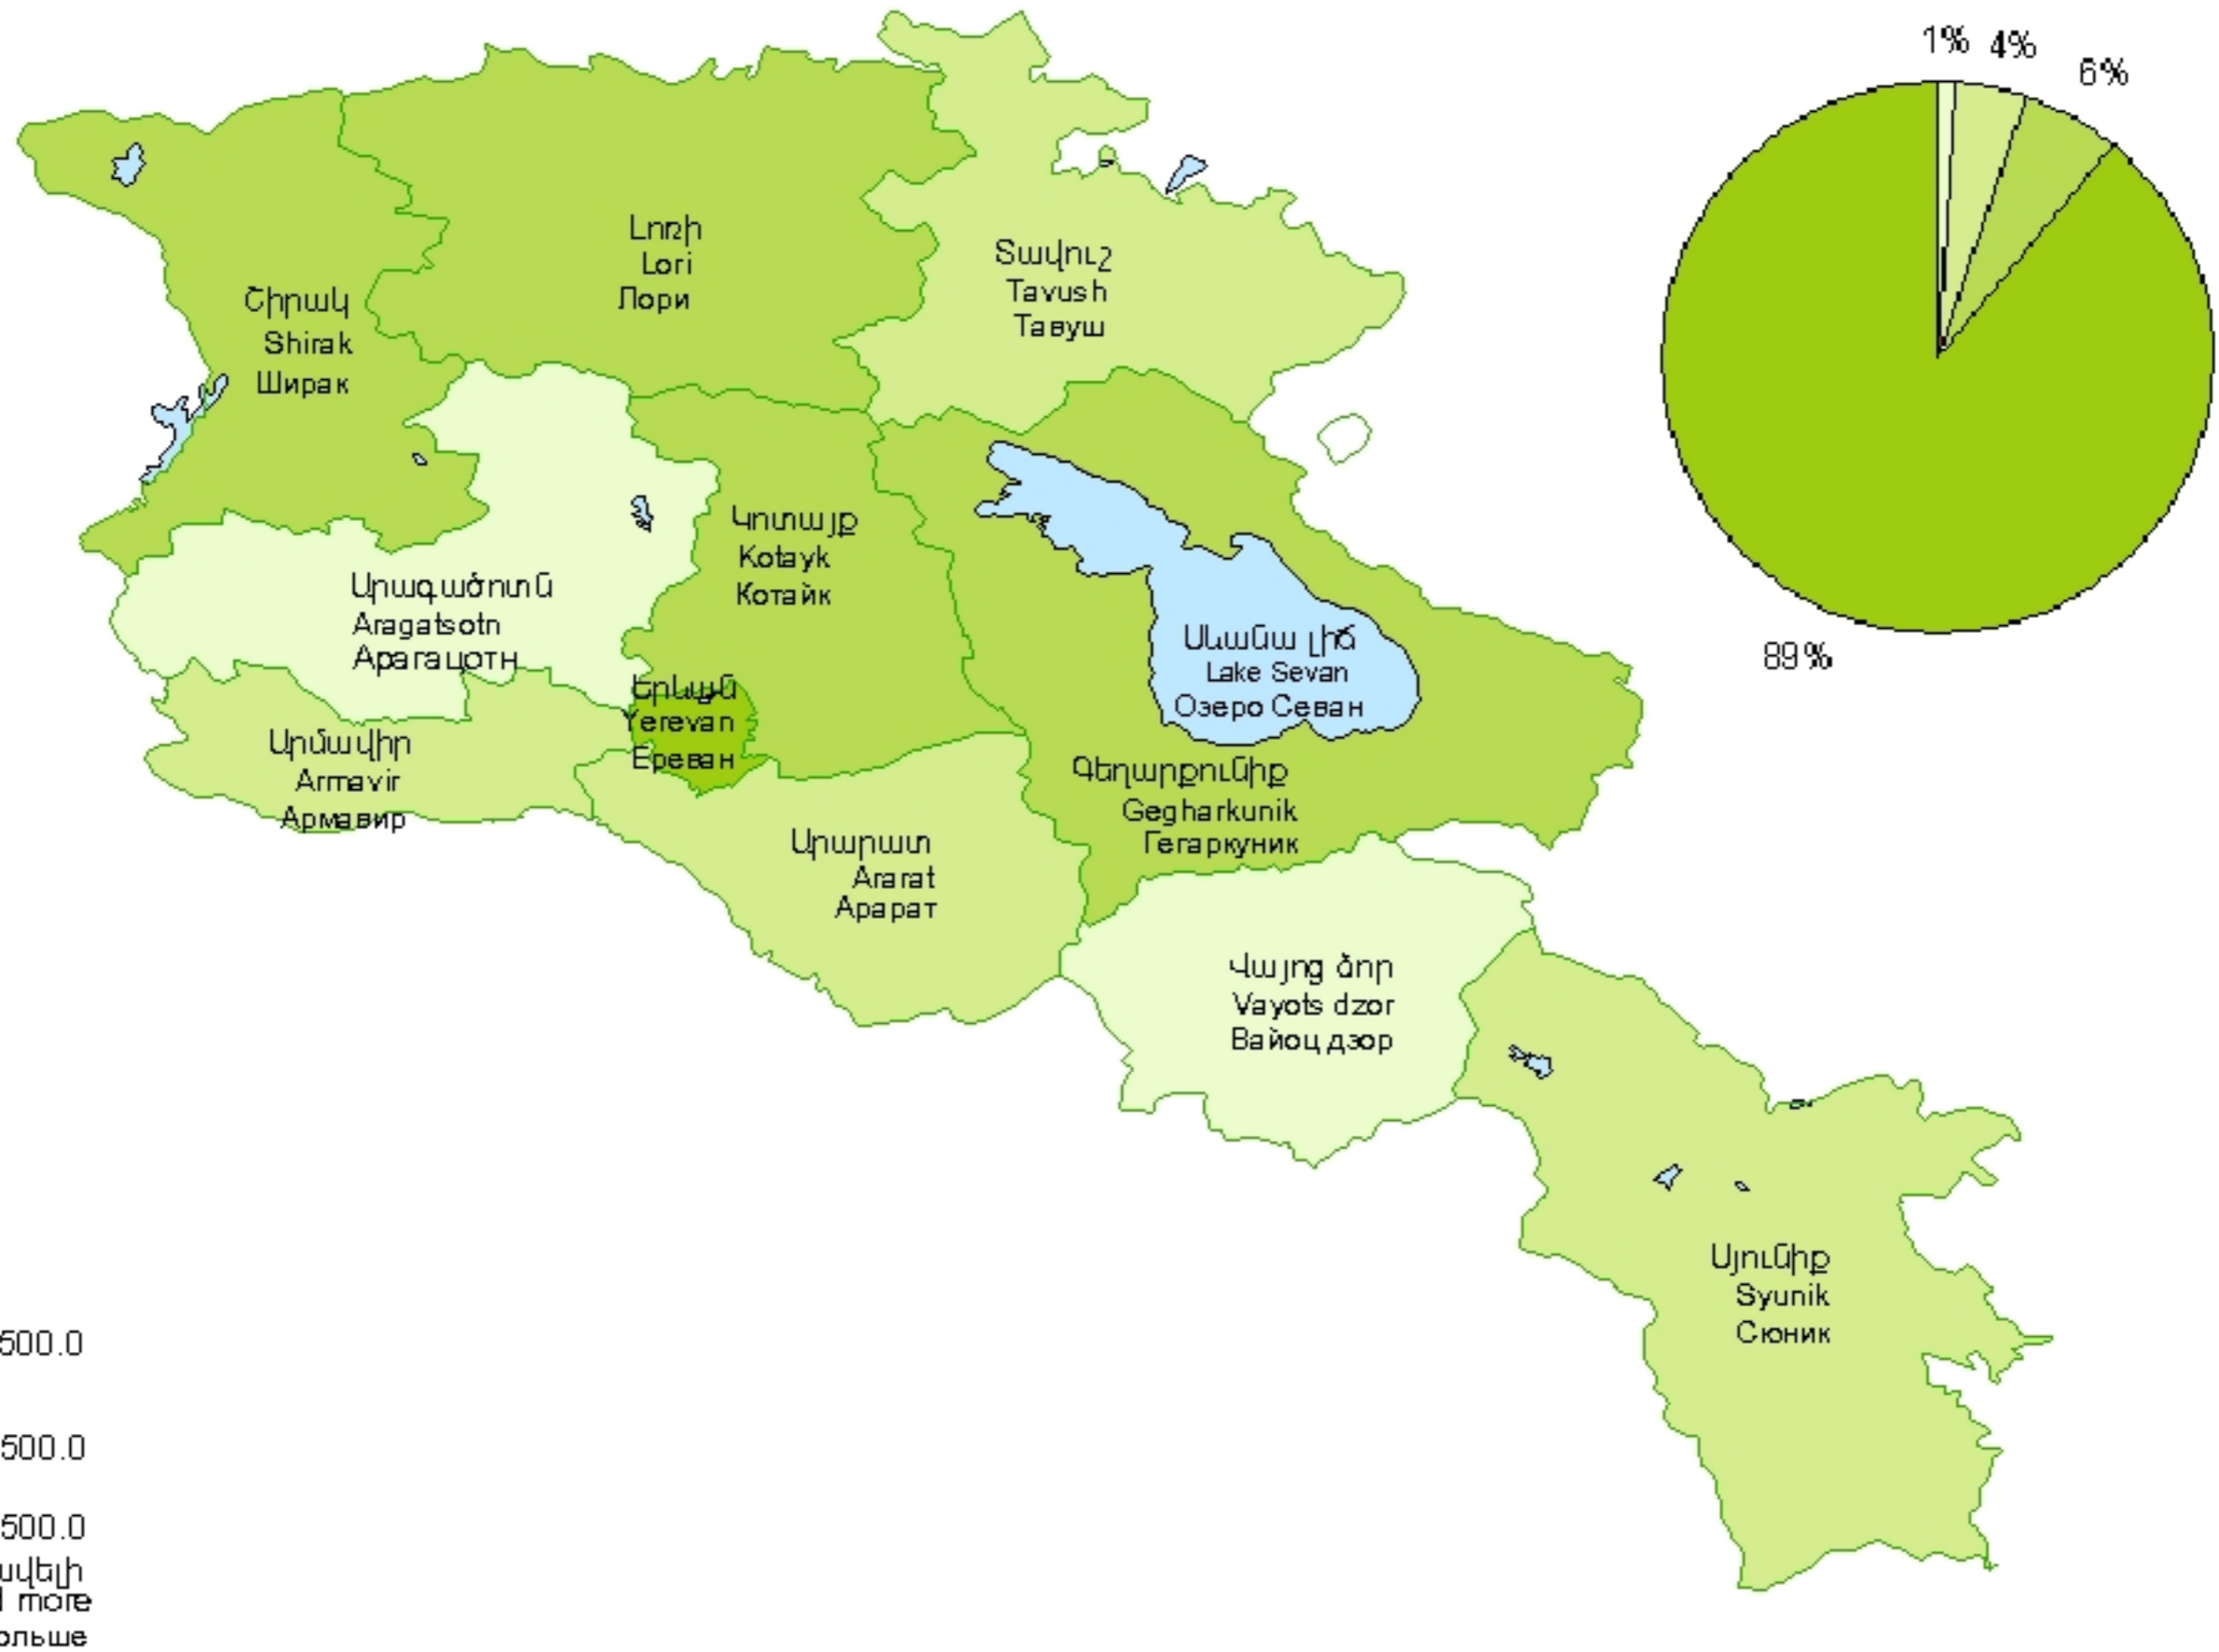 1% 4%
6%
89%
Լոռի
Lori
Лори
Տավուշ
Tavush
Тавуш
Շիրակ
Shirak
Ширак
Կոտայք
Kotayk
Котайк
Արագածոտն
Aragatsotn
Арагацотн
Սևանա լիճ
Lake Sevan
Озеро Севан
Երևան
Yerevan
Ереван
Արմավիր
Armavir
Армавир
Գեղարքունիք
Gegharkunik
Гегаркуник
Արարատ
Ararat
Арарат
Վայոց ձոր
Vayots dzor
Вайоц дзор
Սյունիք
Syunik
Сюник
500.0
500.0
500.0
more